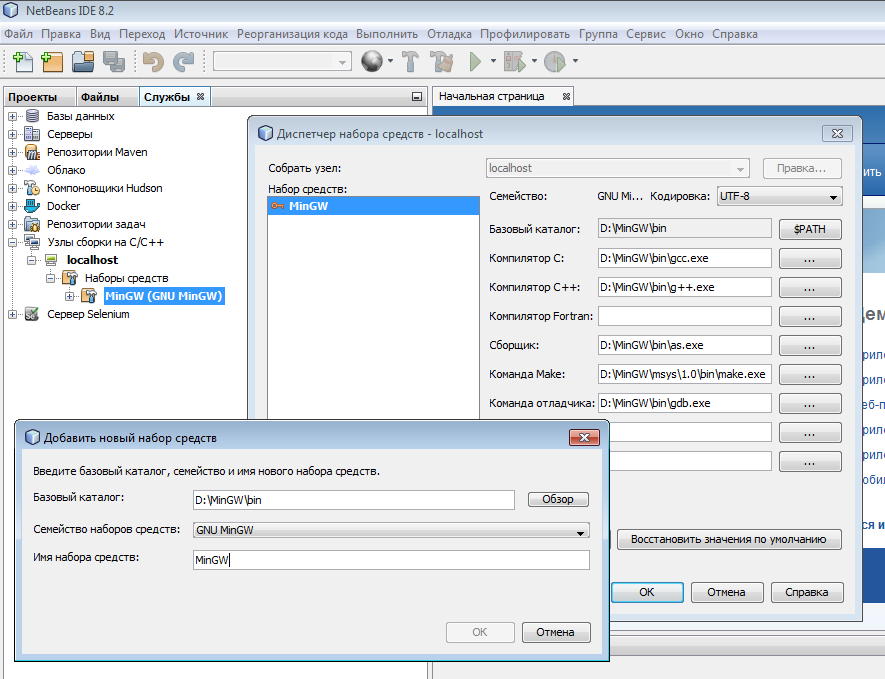 NetBeans IDE 8.2
Файл Правка Вид Переход Источник Реорганизация кода Выполнить Отладка Профилировать Группа Сервис Окно Справка
Проекты Файлы Службы
Начальная страница
Базы данных
Серверы
Репозитории Maven
Облако
Компоновщики Hudson
Docker
Репозитории задач
Узлы сборки на C/C++
localhost
Наборы средств
MinGW (GNU MinGW)
Сервер Selenium
Диспетчер набора средств - localhost
Собрать узел: localhost Правка...
Набор средств:
MinGW
Семейство: GNU Mi... Кодировка: UTF-8
Базовый каталог: D:\MinGW\bin $PATH
Компилятор C: D:\MinGW\bin\gcc.exe ...
Компилятор C++: D:\MinGW\bin\g++.exe ...
Компилятор Fortran: ...
Сборщик: D:\MinGW\bin\as.exe ...
Команда Make: D:\MinGW\msys\1.0\bin\make.exe ...
Команда отладчика: D:\MinGW\bin\gdb.exe ...
...
...
Восстановить значения по умолчанию
OK Отмена Справка
Добавить новый набор средств
Введите базовый каталог, семейство и имя нового набора средств.
Базовый каталог: D:\MinGW\bin Обзор
Семейство наборов средств: GNU MinGW
Имя набора средств: MinGW
OK Отмена